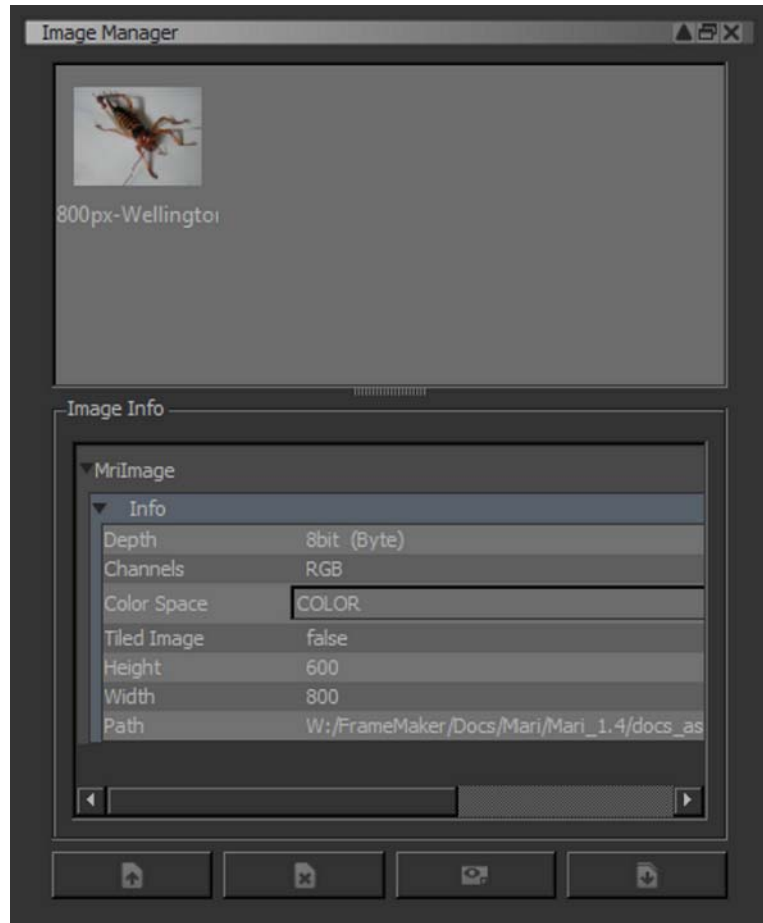 Image Manager
800px-Wellingto
Image Info
MriImage
Info
Depth 8bit (Byte)
Channels RGB
Color Space COLOR
Tiled Image false
Height 600
Width 800
Path W:/FrameMaker/Docs/Mari/Mari_1.4/docs_as